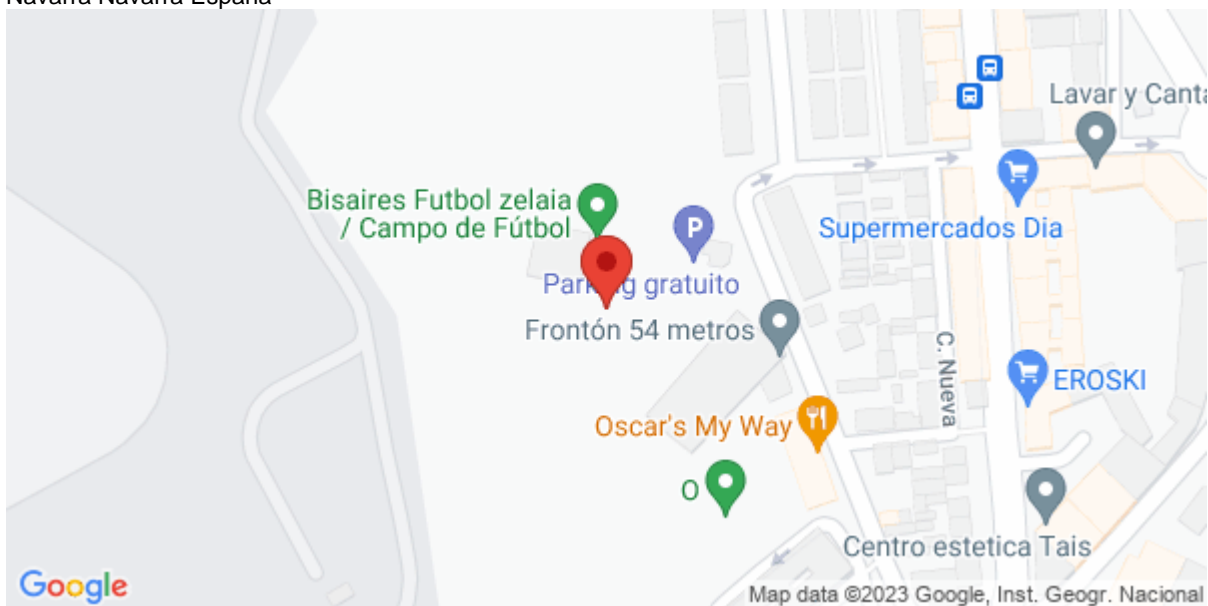 Navarra Navarra España
Lavar y Canta
Bisaires Futbol zelaia
/ Campo de Fútbol
P
Supermercados Dia
Parking gratuito
Frontón 54 metros
C. Nueva
EROSKI
Oscar's My Way
O
Centro estetica Tais
Google
Map data ©2023 Google, Inst. Geogr. Nacional